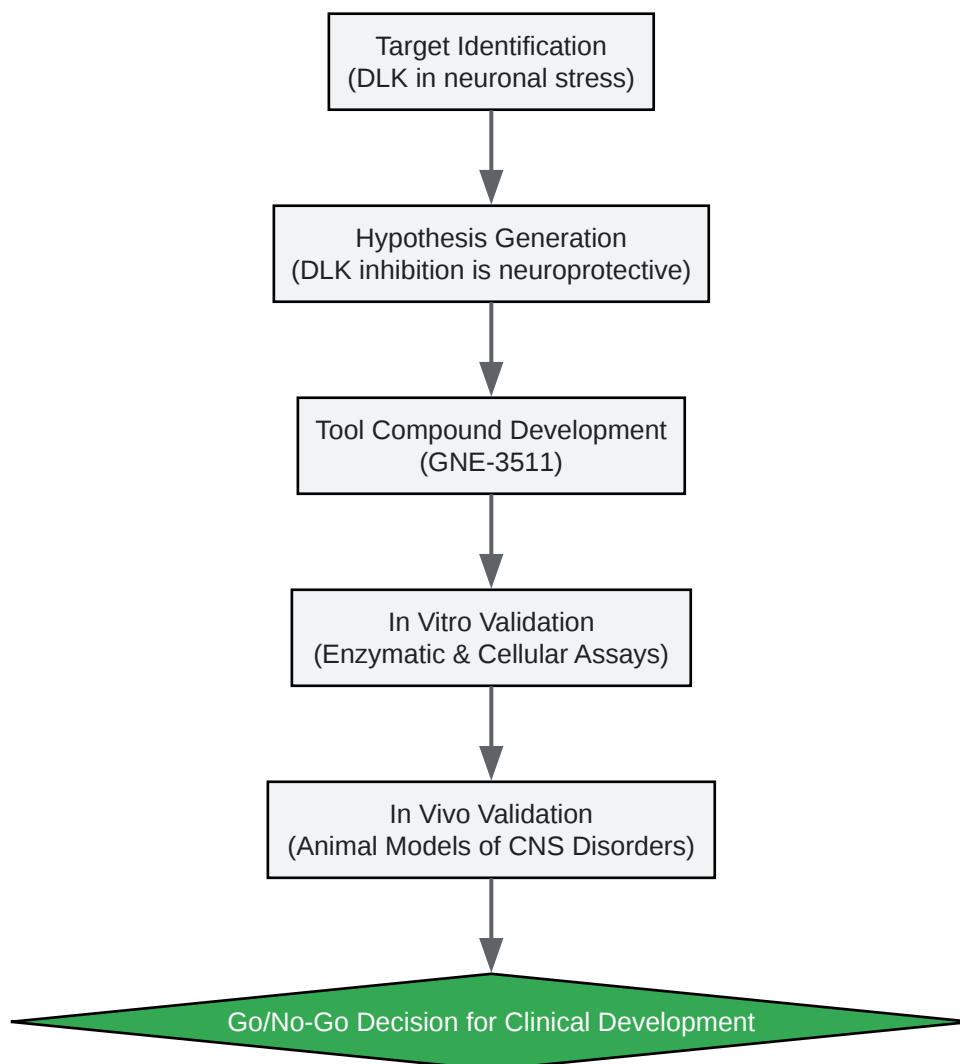 Target Identification
(DLK in neuronal stress)
Hypothesis Generation
(DLK inhibition is neuroprotective)
Tool Compound Development
(GNE-3511)
In Vitro Validation
(Enzymatic & Cellular Assays)
In Vivo Validation
(Animal Models of CNS Disorders)
Go/No-Go Decision for Clinical Development